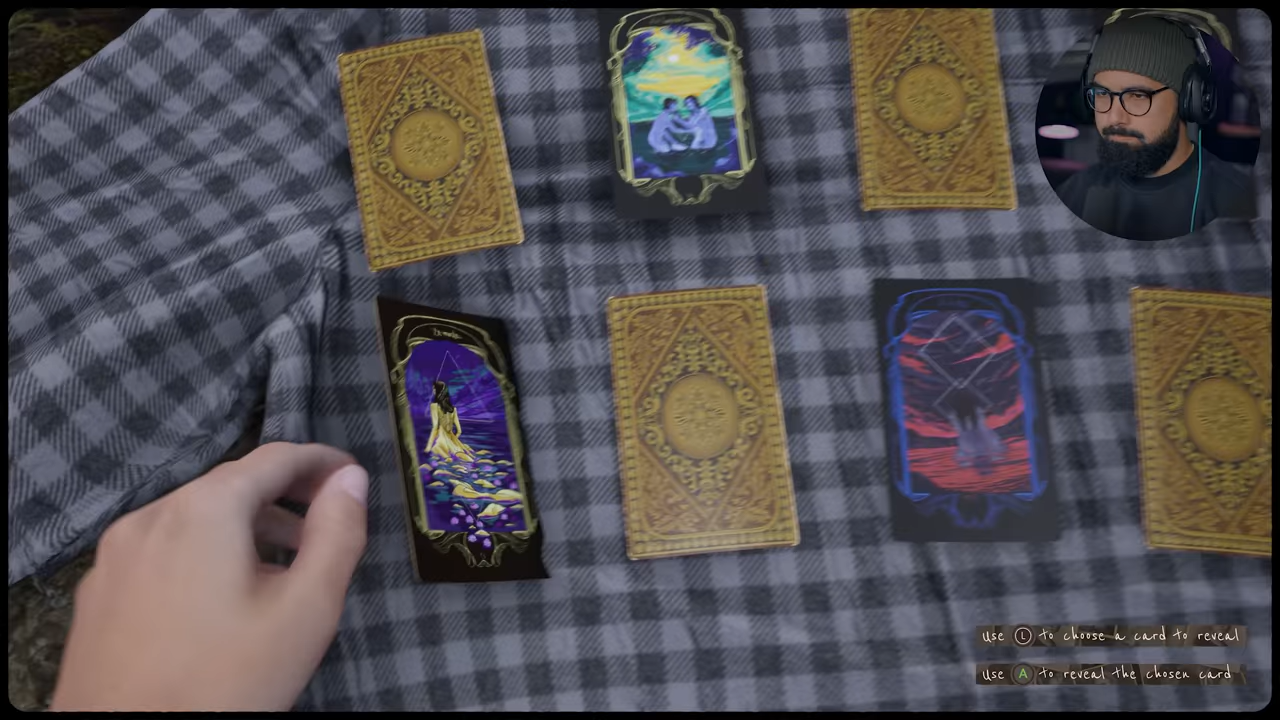 use L to choose a card to reveal
use A to reveal the chosen card